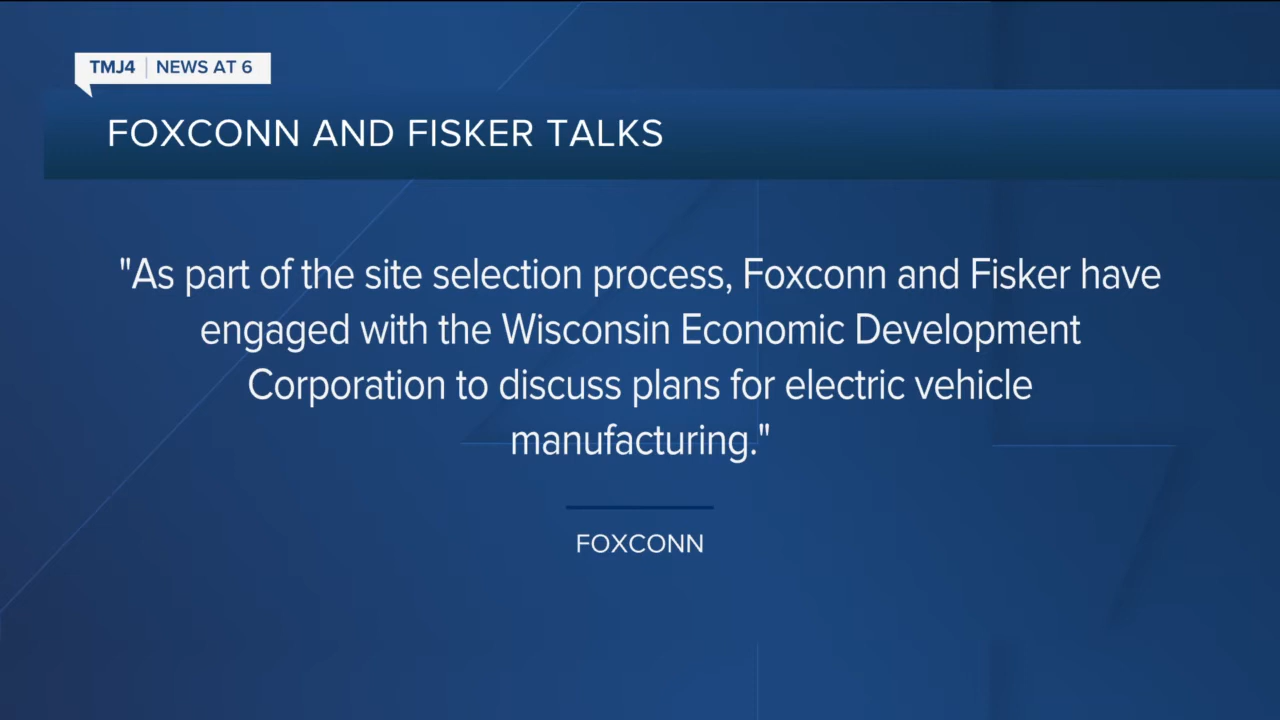 TMJ4 | NEWS AT 6
FOXCONN AND FISKER TALKS
"As part of the site selection process, Foxconn and Fisker have
engaged with the Wisconsin Economic Development
Corporation to discuss plans for electric vehicle
manufacturing."
FOXCONN